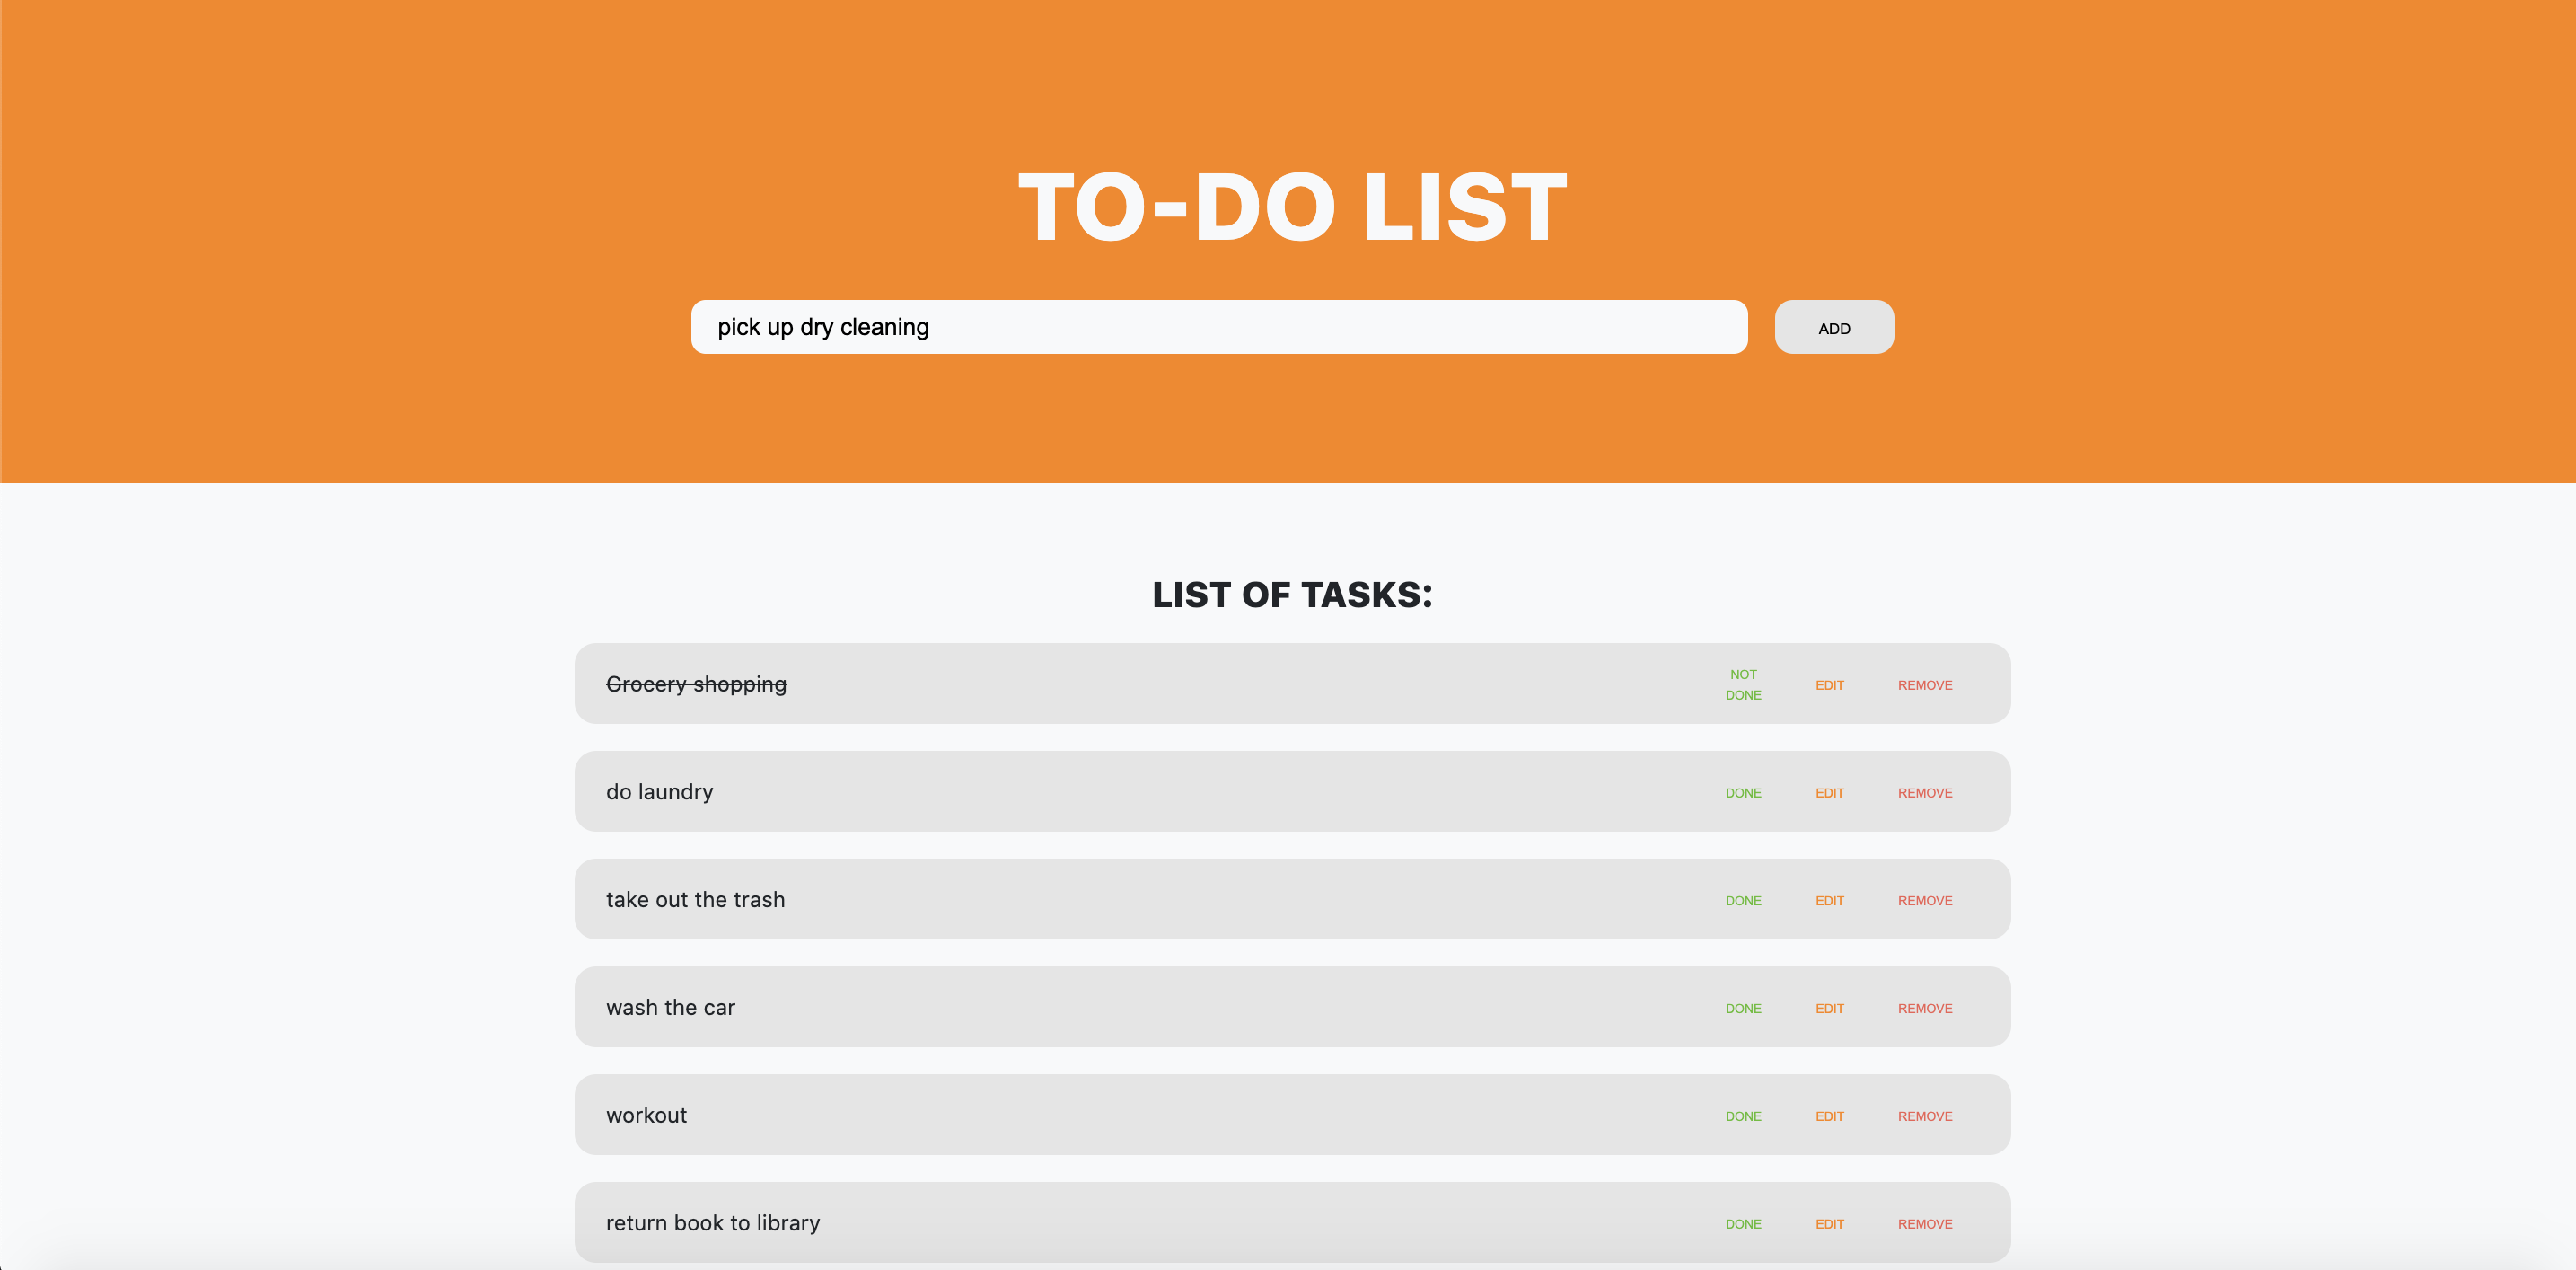 TO-DO LIST
pick up dry cleaning ADD
LIST OF TASKS:
Grocery shopping NOT DONE EDIT REMOVE
do laundry DONE EDIT REMOVE
take out the trash DONE EDIT REMOVE
wash the car DONE EDIT REMOVE
workout DONE EDIT REMOVE
return book to library DONE EDIT REMOVE